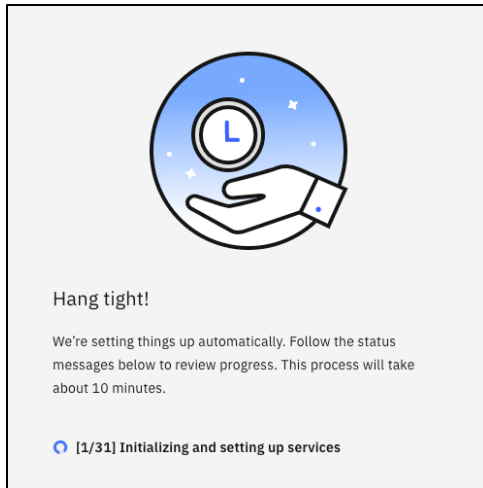 Hang tight!
We're setting things up automatically. Follow the status
messages below to review progress. This process will take
about 10 minutes.
[1/31] Initializing and setting up services